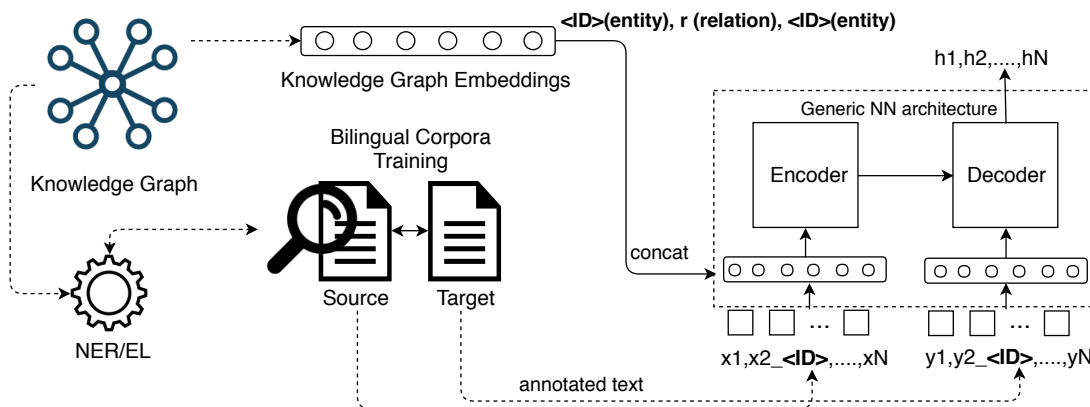 <ID>(entity), r (relation), <ID>(entity)
Knowledge Graph Embeddings
h1,h2,....,hN
Generic NN architecture
Bilingual Corpora
Training
Knowledge Graph
Encoder
Decoder
concat
Source
Target
NER/EL
x1,x2_<ID>,....,xN
y1,y2_<ID>,....,yN
...
...
annotated text